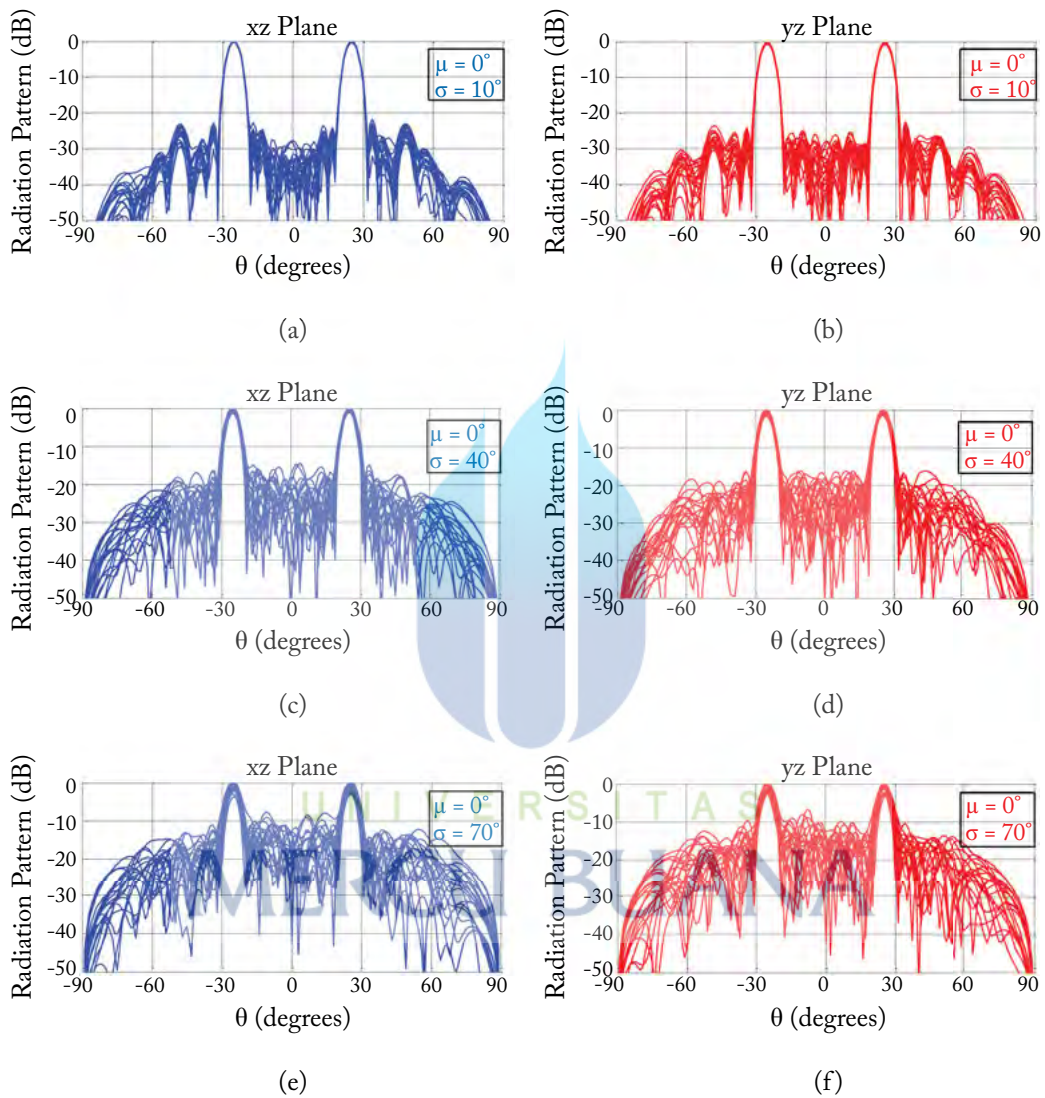 xz Plane
Radiation Pattern (dB)
0
-10
-20
-30
-40
-50
μ = 0°
σ = 10°
-90 -60 -30 0 30 60 90
θ (degrees)
(a)
yz Plane
Radiation Pattern (dB)
0
-10
-20
-30
-40
-50
μ = 0°
σ = 10°
-90 -60 -30 0 30 60 90
θ (degrees)
(b)
xz Plane
Radiation Pattern (dB)
0
-10
-20
-30
-40
-50
μ = 0°
σ = 40°
-90 -60 -30 0 30 60 90
θ (degrees)
(c)
yz Plane
Radiation Pattern (dB)
0
-10
-20
-30
-40
-50
μ = 0°
σ = 40°
-90 -60 -30 0 30 60 90
θ (degrees)
(d)
xz Plane
Radiation Pattern (dB)
0
-10
-20
-30
-40
-50
μ = 0°
σ = 70°
-90 -60 -30 0 30 60 90
θ (degrees)
(e)
yz Plane
Radiation Pattern (dB)
0
-10
-20
-30
-40
-50
μ = 0°
σ = 70°
-90 -60 -30 0 30 60 90
θ (degrees)
(f)
UNIVERSITAS
MERCU BUANA